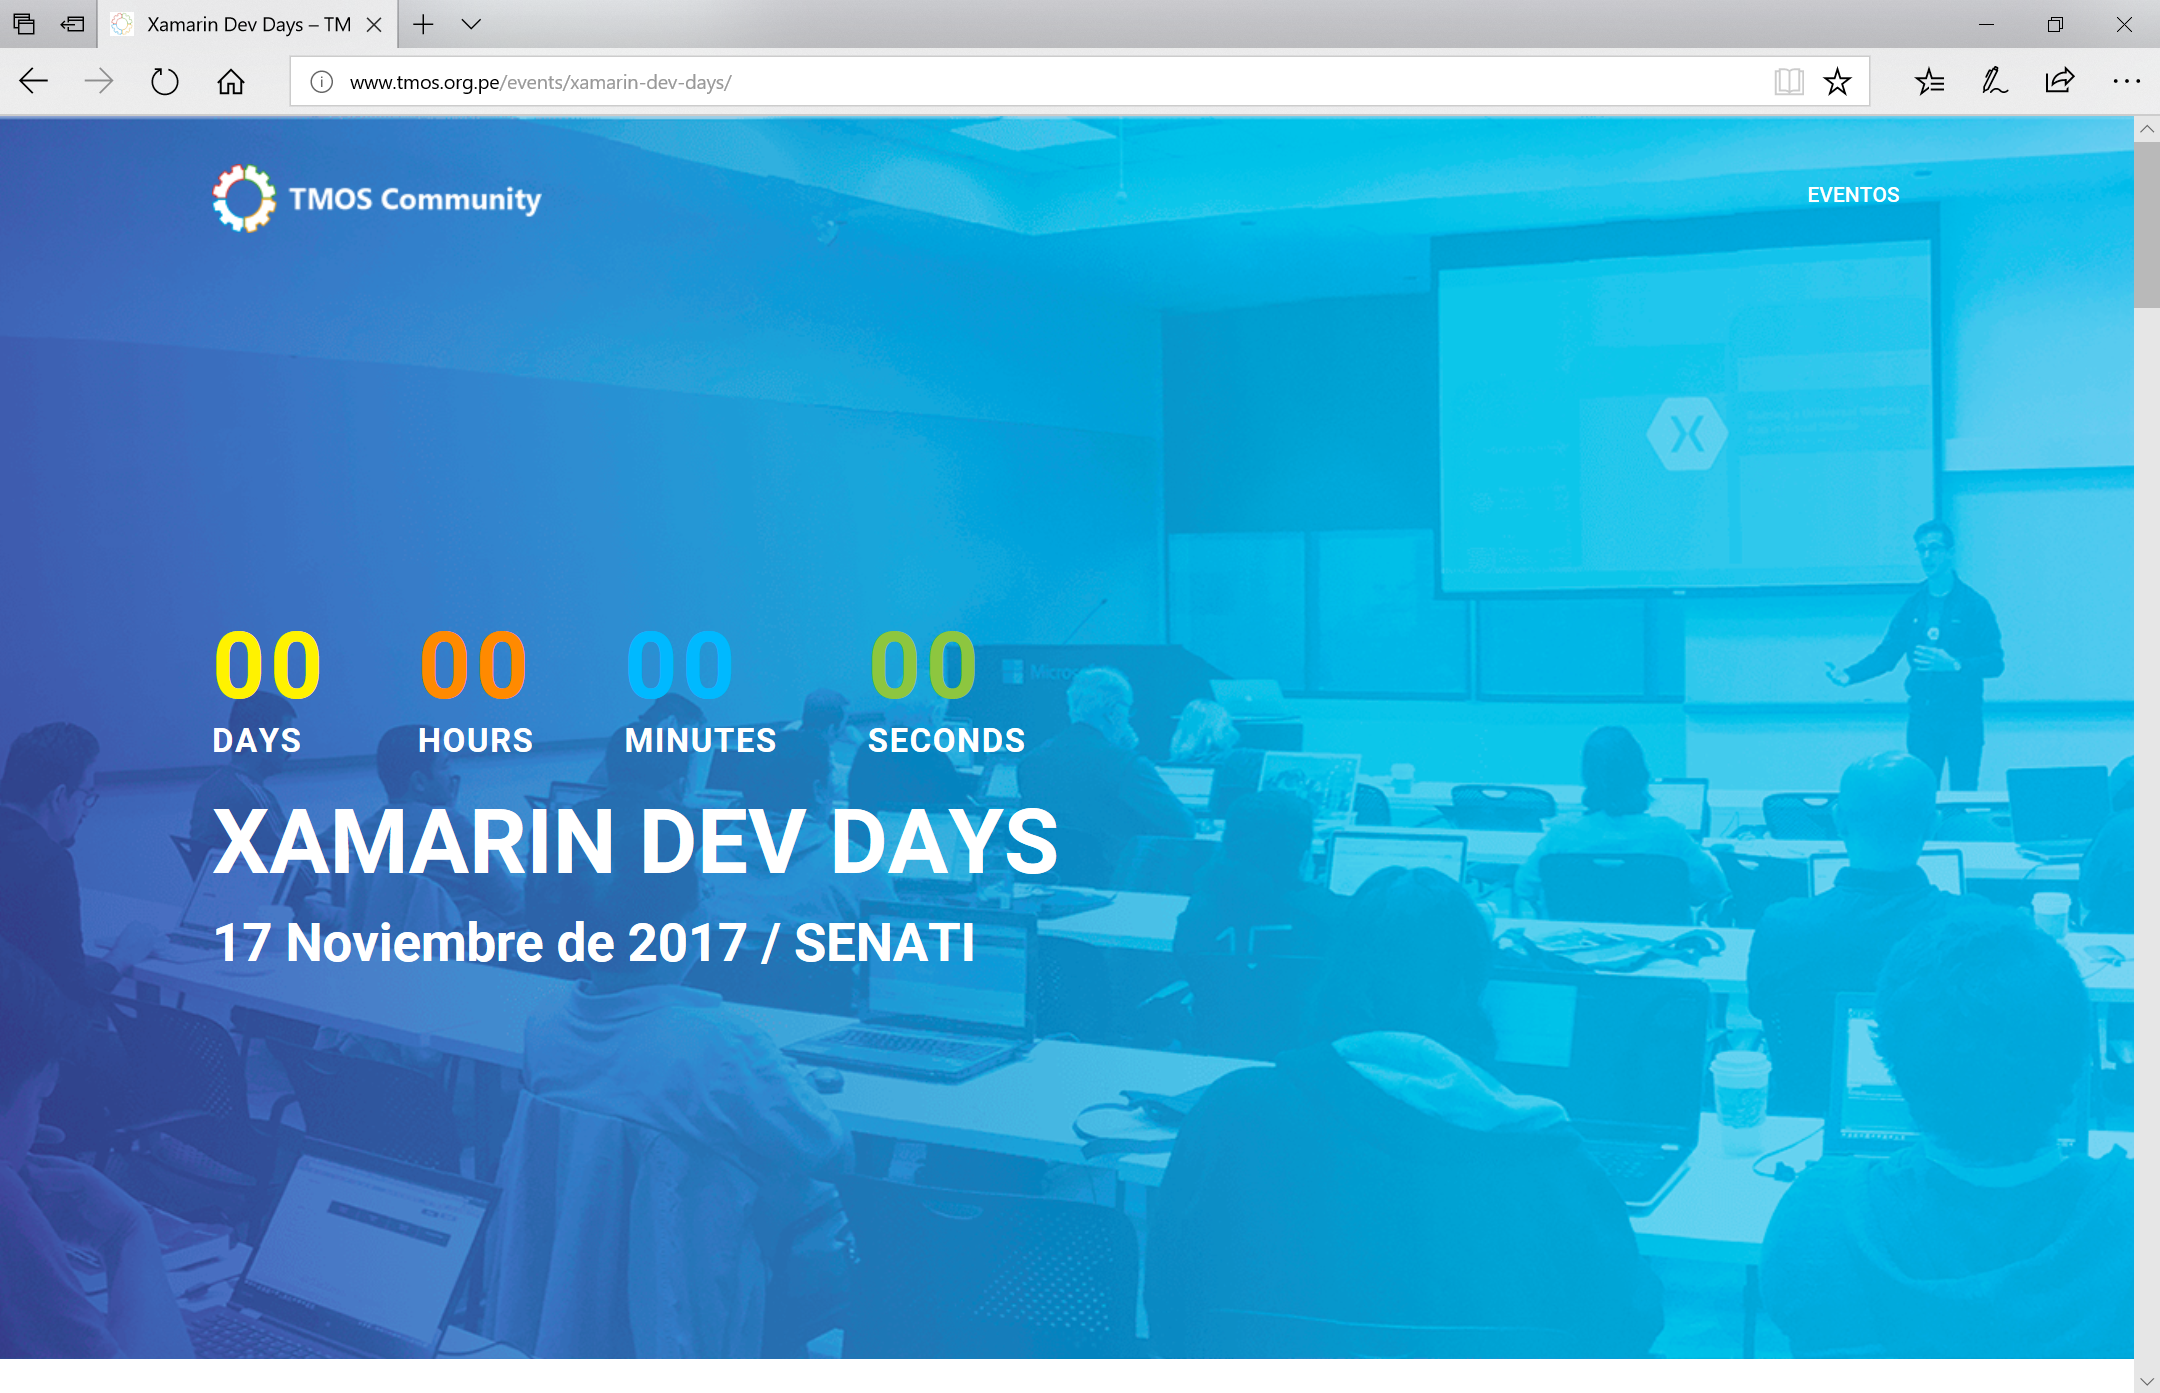 Xamarin Dev Days – TM
www.tmos.org.pe/events/xamarin-dev-days/
TMOS Community
EVENTOS
00 00 00 00
DAYS HOURS MINUTES SECONDS
XAMARIN DEV DAYS
17 Noviembre de 2017 / SENATI